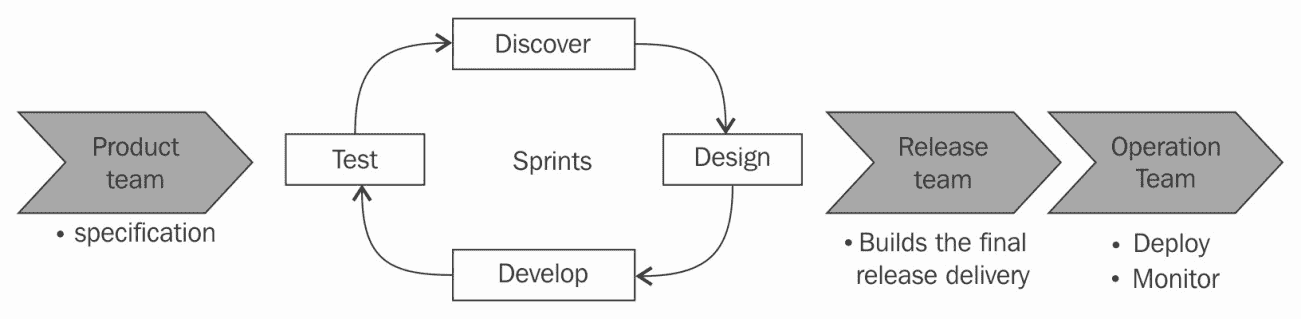 Product
team
• specification
Discover
Test
Sprints
Design
Develop
Release
team
• Builds the final
release delivery
Operation
Team
• Deploy
• Monitor